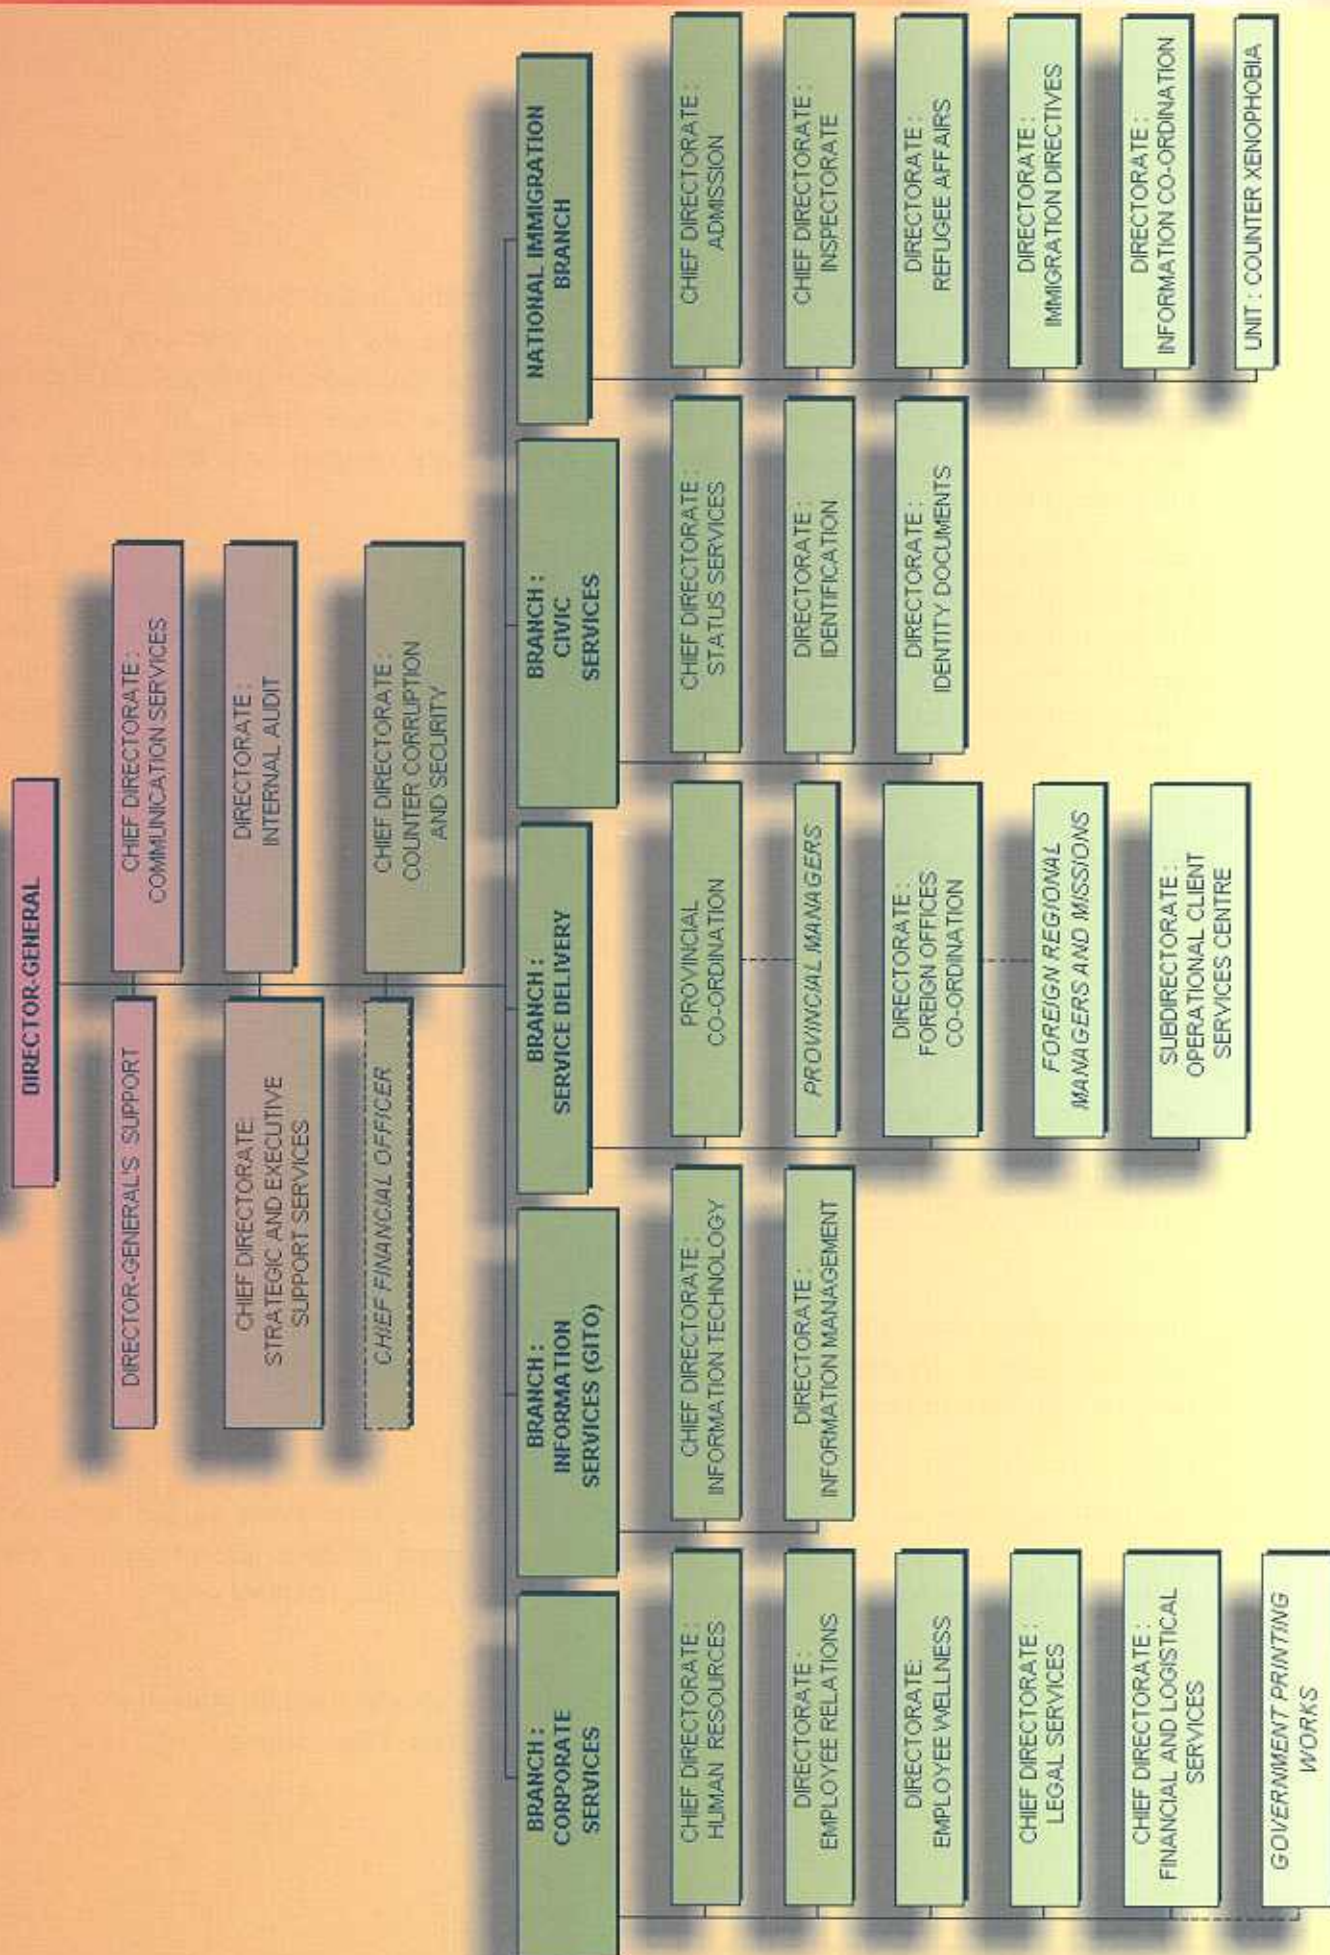 DIRECTOR-GENERAL
DIRECTOR-GENERAL'S SUPPORT
CHIEF DIRECTORATE :
COMMUNICATION SERVICES
CHIEF DIRECTORATE:
STRATEGIC AND EXECUTIVE
SUPPORT SERVICES
DIRECTORATE :
INTERNAL AUDIT
CHIEF FINANCIAL OFFICER
CHIEF DIRECTORATE :
COUNTER CORRUPTION
AND SECURITY
BRANCH :
CORPORATE
SERVICES
CHIEF DIRECTORATE :
HUMAN RESOURCES
DIRECTORATE :
EMPLOYEE RELATIONS
DIRECTORATE:
EMPLOYEE WELLNESS
CHIEF DIRECTORATE :
LEGAL SERVICES
CHIEF DIRECTORATE :
FINANCIAL AND LOGISTICAL
SERVICES
GOVERNMENT PRINTING
WORKS
BRANCH :
INFORMATION
SERVICES (GITO)
CHIEF DIRECTORATE :
INFORMATION TECHNOLOGY
DIRECTORATE :
INFORMATION MANAGEMENT
BRANCH :
SERVICE DELIVERY
PROVINCIAL
CO-ORDINATION
PROVINCIAL MANAGERS
DIRECTORATE :
FOREIGN OFFICES
CO-ORDINATION
FOREIGN REGIONAL
MANAGERS AND MISSIONS
SUBDIRECTORATE :
OPERATIONAL CLIENT
SERVICES CENTRE
BRANCH :
CIVIC
SERVICES
CHIEF DIRECTORATE :
STATUS SERVICES
DIRECTORATE :
IDENTIFICATION
DIRECTORATE :
IDENTITY DOCUMENTS
NATIONAL IMMIGRATION
BRANCH
CHIEF DIRECTORATE :
ADMISSION
CHIEF DIRECTORATE :
INSPECTORATE
DIRECTORATE :
REFUGEE AFFAIRS
DIRECTORATE :
IMMIGRATION DIRECTIVES
DIRECTORATE :
INFORMATION CO-ORDINATION
UNIT : COUNTER XENOPHOBIA